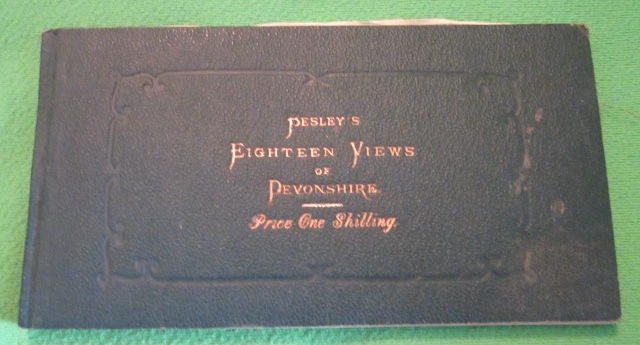 PESLEY'S
EIGHTEEN VIEWS
OF
DEVONSHIRE
Price One Shilling.